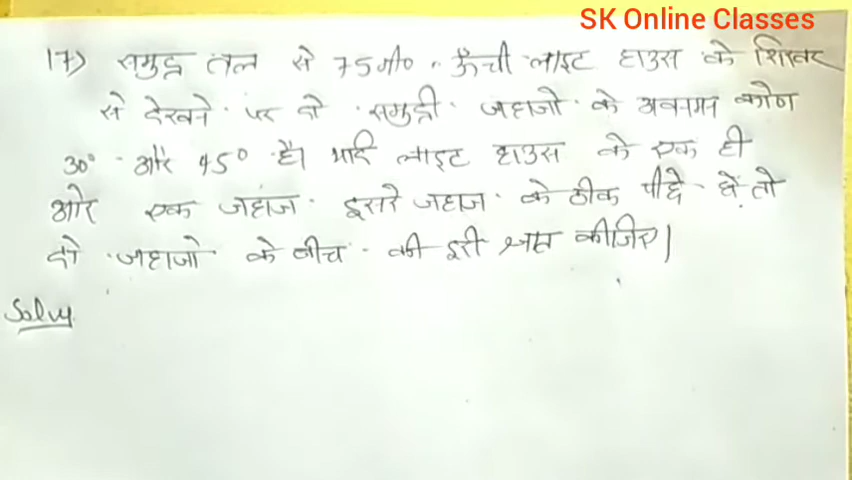 SK Online Classes
17) समुद्र तल से 75मी० ऊँची लाइट हाउस के शिखर
से देखने पर दो समुद्री जहाजो के अवनमन कोण
30° और 45° है। यदि लाइट हाउस के एक ही
ओर एक जहाज दूसरे जहाज के ठीक पीछे हो तो
दो जहाजो के बीच की दूरी ज्ञात कीजिए।
Solve